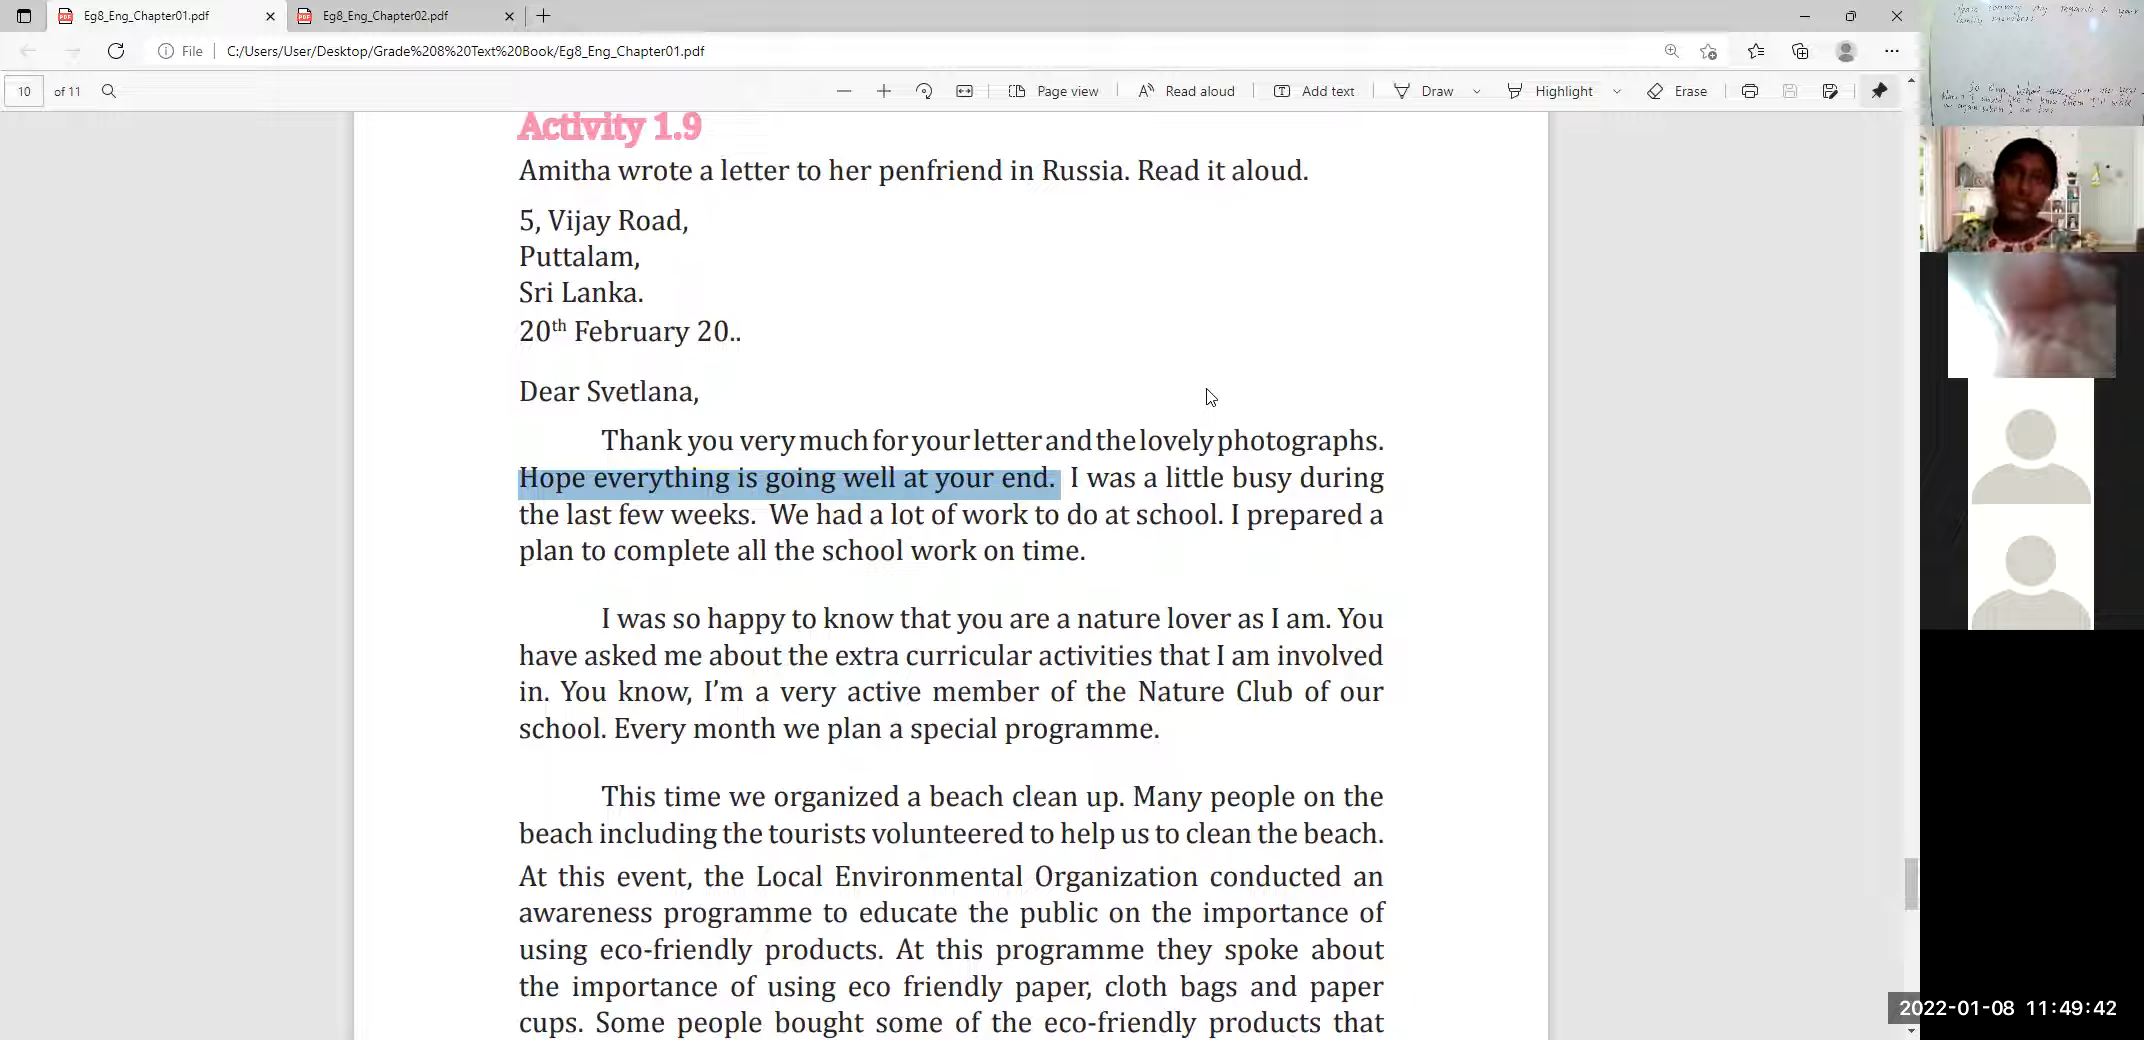 Eg8_Eng_Chapter01.pdf
Eg8_Eng_Chapter02.pdf
File
C:/Users/User/Desktop/Grade%208%20Text%20Book/Eg8_Eng_Chapter01.pdf
10 of 11
Page view
Read aloud
Add text
Draw
Highlight
Erase
Activity 1.9
Amitha wrote a letter to her penfriend in Russia. Read it aloud.
5, Vijay Road,
Puttalam,
Sri Lanka.
20th February 20..
Dear Svetlana,
Thank you very much for your letter and the lovely photographs.
Hope everything is going well at your end. I was a little busy during
the last few weeks. We had a lot of work to do at school. I prepared a
plan to complete all the school work on time.
I was so happy to know that you are a nature lover as I am. You
have asked me about the extra curricular activities that I am involved
in. You know, I'm a very active member of the Nature Club of our
school. Every month we plan a special programme.
This time we organized a beach clean up. Many people on the
beach including the tourists volunteered to help us to clean the beach.
At this event, the Local Environmental Organization conducted an
awareness programme to educate the public on the importance of
using eco-friendly products. At this programme they spoke about
the importance of using eco friendly paper, cloth bags and paper
cups. Some people bought some of the eco-friendly products that
regards to your
family members
2022-01-08 11:49:42